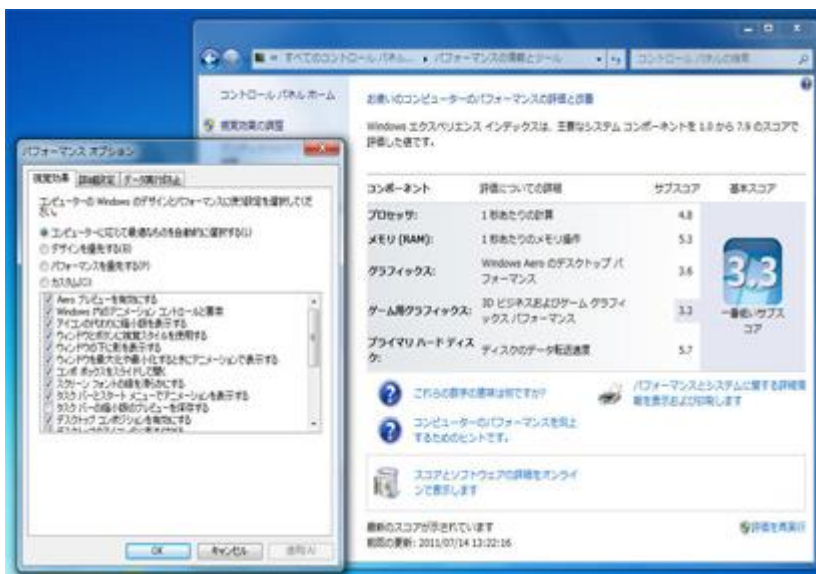 コントロール パネルの検索
コントロール パネル ホーム
視覚効果の調整
お使いのコンピューターのパフォーマンスの評価と改善
Windows エクスペリエンス インデックスは、主要なシステム コンポーネントを 1.0 から 7.9 のスコアで
評価した値です。
コンポーネント 評価についての詳細 サブスコア 基本スコア
プロセッサ: 1 秒あたりの計算 4.8
メモリ (RAM): 1 秒あたりのメモリ操作 5.3
グラフィックス: Windows Aero のデスクトップ パ
フォーマンス 3.6
ゲーム用グラフィックス: 3D ビジネスおよびゲーム グラフィ
ックス パフォーマンス 3.3
プライマリ ハード ディス
ク: ディスクのデータ転送速度 5.7
3.3
一番低いサブス
コア
これらの数字の意味は何ですか?
パフォーマンスとシステムに関する詳細情
報を表示および印刷します
コンピューターのパフォーマンスを向上
するためのヒントです。
スコアとソフトウェアの詳細をオンライ
ンで表示します
最新のスコアが示されています
前回の更新: 2011/07/14 13:22:16
評価を再実行
パフォーマンス オプション
視覚効果 詳細設定 データ実行防止
コンピューターの Windows のデザインとパフォーマンスに使う設定を選択してくだ
さい。
コンピューターに応じて最適なものを自動的に選択する(L)
デザインを優先する(B)
パフォーマンスを優先する(P)
カスタム(C)
Aero プレビューを有効にする
Windows 内のアニメーション コントロールと要素
アイコンの代わりに縮小版を表示する
ウィンドウとボタンに視覚スタイルを使用する
ウィンドウの下に影を表示する
ウィンドウを最大化や最小化するときにアニメーションで表示する
コンボ ボックスをスライドして開く
スクリーン フォントの縁を滑らかにする
タスク バーとスタート メニューでアニメーションを表示する
タスク バーの縮小版のプレビューを保存する
デスクトップ コンポジションを有効にする
OK キャンセル 適用(A)